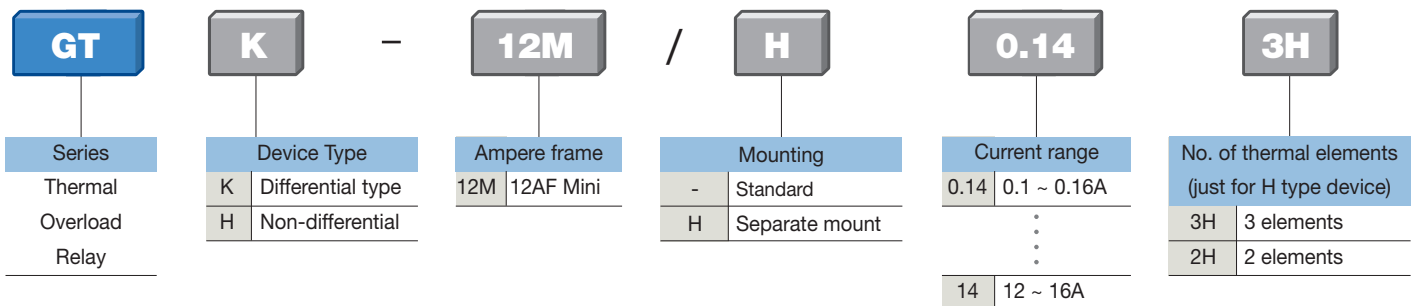 GT K – 12M / H 0.14 3H
Series
Thermal
Overload
Relay
Device Type
K Differential type
H Non-differential
Ampere frame
12M 12AF Mini
Mounting
- Standard
H Separate mount
Current range
0.14 0.1 ~ 0.16A
14 12 ~ 16A
No. of thermal elements
(just for H type device)
3H 3 elements
2H 2 elements